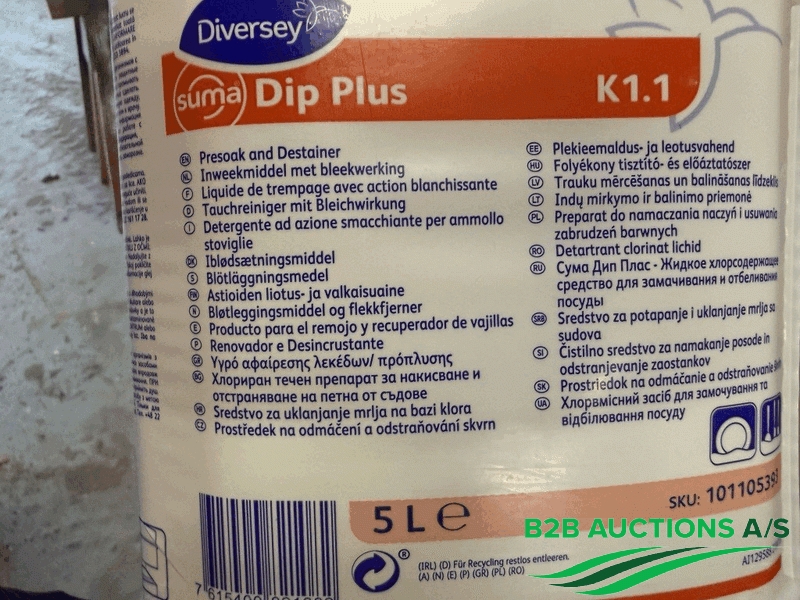 Diversey
suma Dip Plus
K1.1
EN Presoak and Destainer
NL Inweekmiddel met bleekwerking
F Liquide de trempage avec action blanchissante
D Tauchreiniger mit Bleichwirkung
I Detergente ad azione smacchiante per ammollo
stoviglie
DK Iblødsætningsmiddel
S Blötläggningsmedel
FIN Astioiden liotus- ja valkaisuaine
N Bløtleggingsmiddel og flekkfjerner
E Producto para el remojo y recuperador de vajillas
P Renovador e Desincrustante
GR Υγρό αφαίρεσης λεκέδων/ πρόπλυσης
BG Хлориран течен препарат за накисване и
отстраняване на петна от съдове
HR Sredstvo za uklanjanje mrlja na bazi klora
CZ Prostředek na odmáčení a odstraňování skvrn
EE Plekieemaldus- ja leotusvahend
HU Folyékony tisztító- és előáztatószer
LV Trauku mērcēšanas un balināšanas līdzeklis
LT Indų mirkymo ir balinimo priemonė
PL Preparat do namaczania naczyń i usuwania
zabrudzeń barwnych
RO Detartrant clorinat lichid
RU Сума Дип Плас - Жидкое хлорсодержащее
средство для замачивания и отбеливания
посуды
SRB Sredstvo za potapanje i uklanjanje mrlja sa
sudova
SI Čistilno sredstvo za namakanje posode in
odstranjevanje zaostankov
SK Prostriedok na odmáčanie a odstraňovanie
UA Хлорвмісний засіб для замочування та
відбілювання посуду
5 L e
SKU: 101105393
B2B AUCTIONS A/S
(IRL) (D) Für Recycling restlos entleeren.
(A) (N) (E) (P) (GR) (PL) (RO)